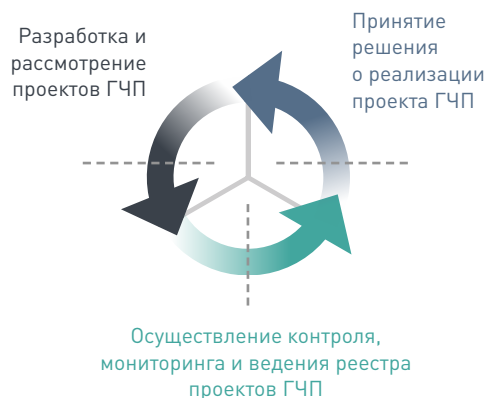 Разработка и
рассмотрение
проектов ГЧП
Принятие
решения
о реализации
проекта ГЧП
Осуществление контроля,
мониторинга и ведения реестра
проектов ГЧП